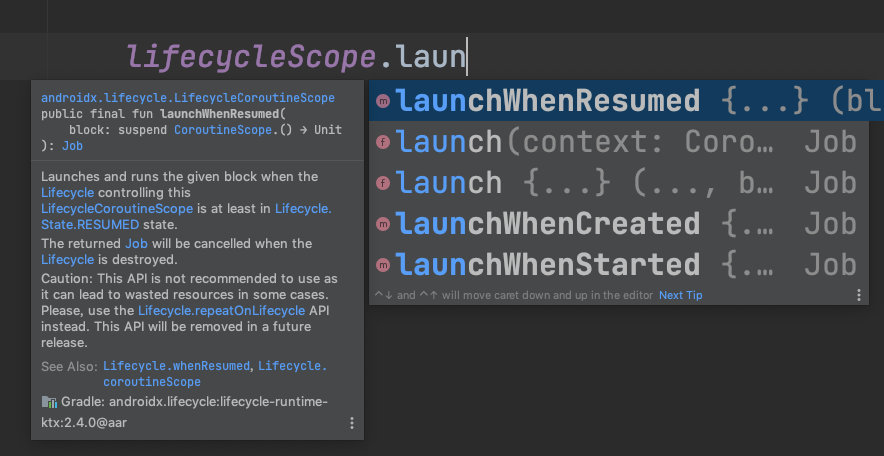 lifecycleScope.laun
androidx.lifecycle.LifecycleCoroutineScope
public final fun launchWhenResumed(
block: suspend CoroutineScope.() → Unit
): Job
Launches and runs the given block when the
Lifecycle controlling this
LifecycleCoroutineScope is at least in Lifecycle.
State.RESUMED state.
The returned Job will be cancelled when the
Lifecycle is destroyed.
Caution: This API is not recommended to use as
it can lead to wasted resources in some cases.
Please, use the Lifecycle.repeatOnLifecycle API
instead. This API will be removed in a future
release.
See Also: Lifecycle.whenResumed, Lifecycle.
coroutineScope
Gradle: androidx.lifecycle:lifecycle-runtime-
ktx:2.4.0@aar
m launchWhenResumed {...} (bl
f launch(context: Coro… Job
f launch {...} (..., b… Job
m launchWhenCreated {.… Job
m launchWhenStarted {.… Job
^↓ and ^↑ will move caret down and up in the editor Next Tip